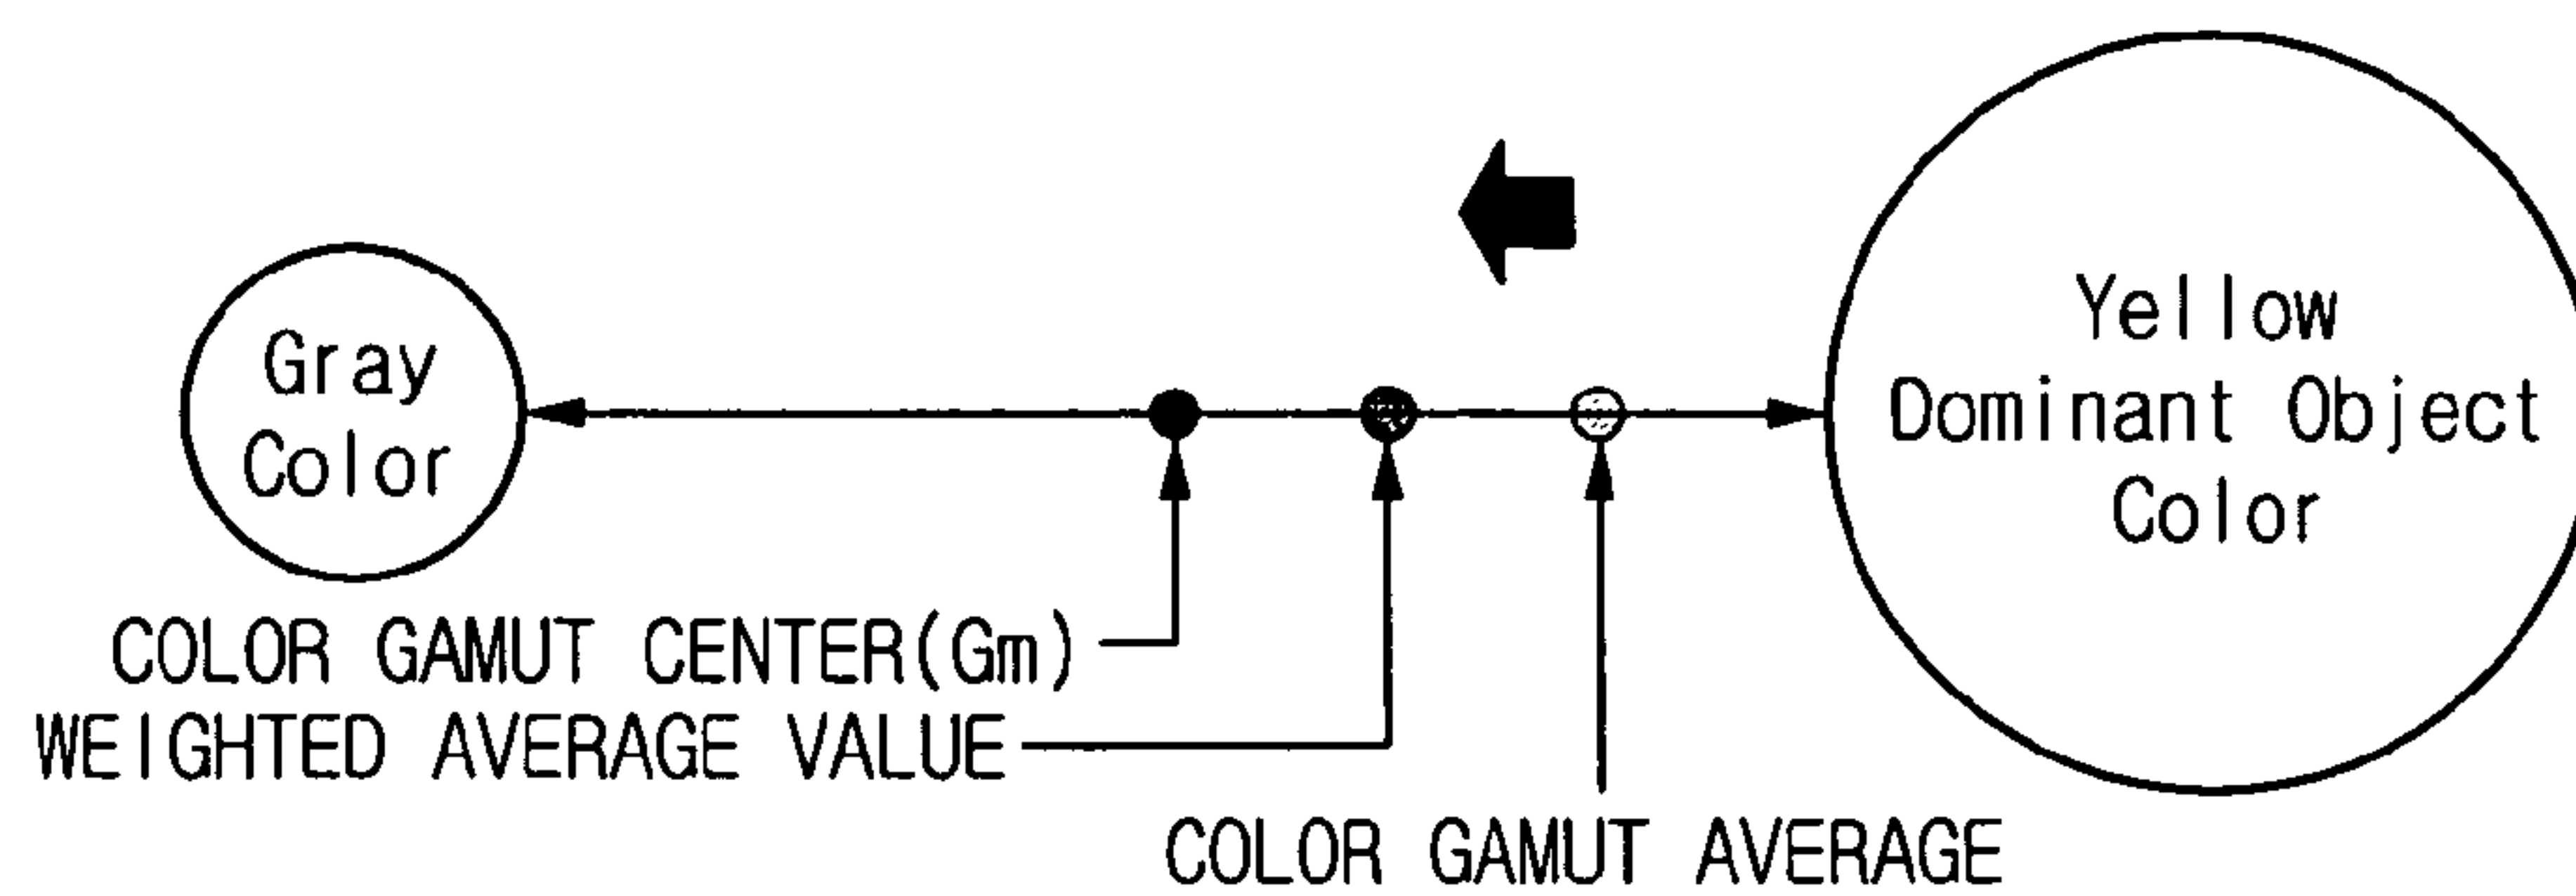 Gray
Color
Yellow
Dominant Object
Color
COLOR GAMUT CENTER(Gm)
WEIGHTED AVERAGE VALUE
COLOR GAMUT AVERAGE